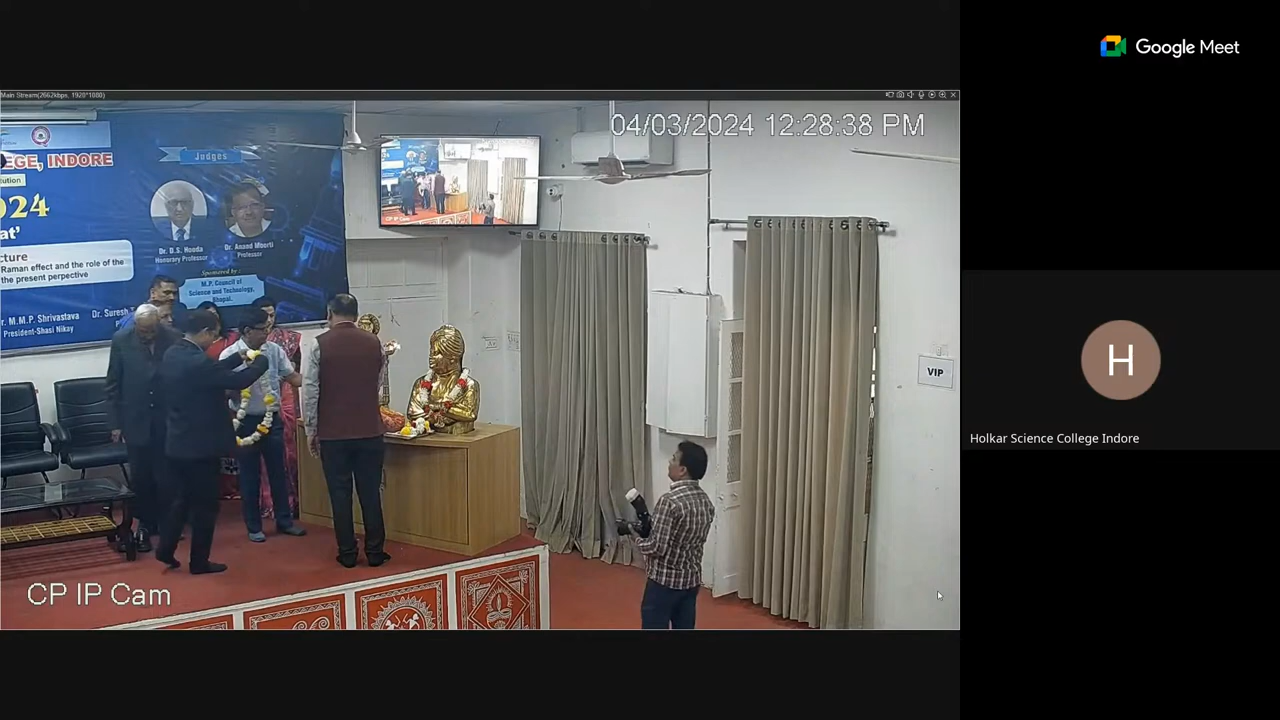 Google Meet
Main Stream(2662kbps, 1920*1080)
04/03/2024 12:28:38 PM
EGE, INDORE
Judges
024
at'
Dr. D.S. Hooda
Honorary Professor
Dr. Anand Moorti
Professor
cture
Raman effect and the role of the
the present perpective
Sponsored by :
M.P. Council of
Science and Technology,
Bhopal.
r. M.M.P. Shrivastava
President-Shasi Nikay
Dr. Suresh
VIP
CP IP Cam
H
Holkar Science College Indore